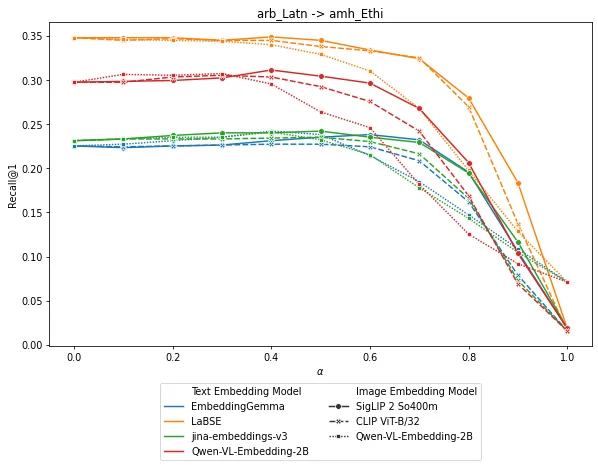 arb_Latn -> amh_Ethi
Recall@1
0.35
0.30
0.25
0.20
0.15
0.10
0.05
0.00
0.0 0.2 0.4 0.6 0.8 1.0
α
Text Embedding Model Image Embedding Model
EmbeddingGemma SigLIP 2 So400m
LaBSE CLIP ViT-B/32
jina-embeddings-v3 Qwen-VL-Embedding-2B
Qwen-VL-Embedding-2B